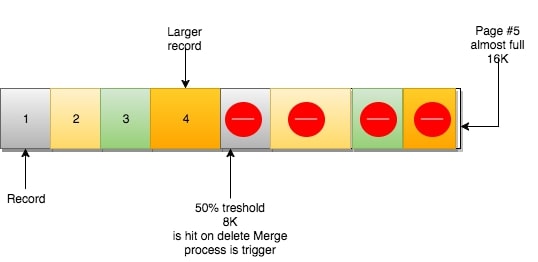 Larger
record
Page #5
almost full
16K
1
2
3
4
Record
50% treshold
8K
is hit on delete Merge
process is trigger